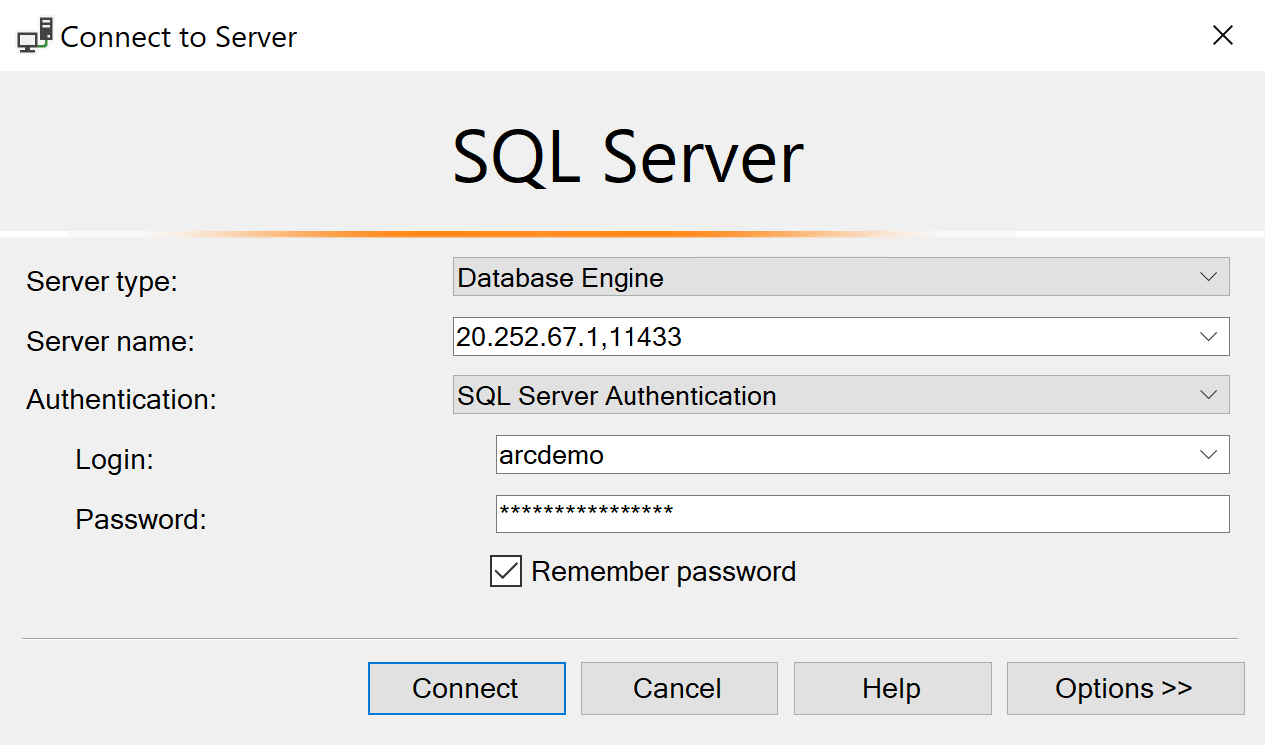 Connect to Server
SQL Server
Server type: Database Engine
Server name: 20.252.67.1,11433
Authentication: SQL Server Authentication
Login: arcdemo
Password: ****************
Remember password
Connect Cancel Help Options >>